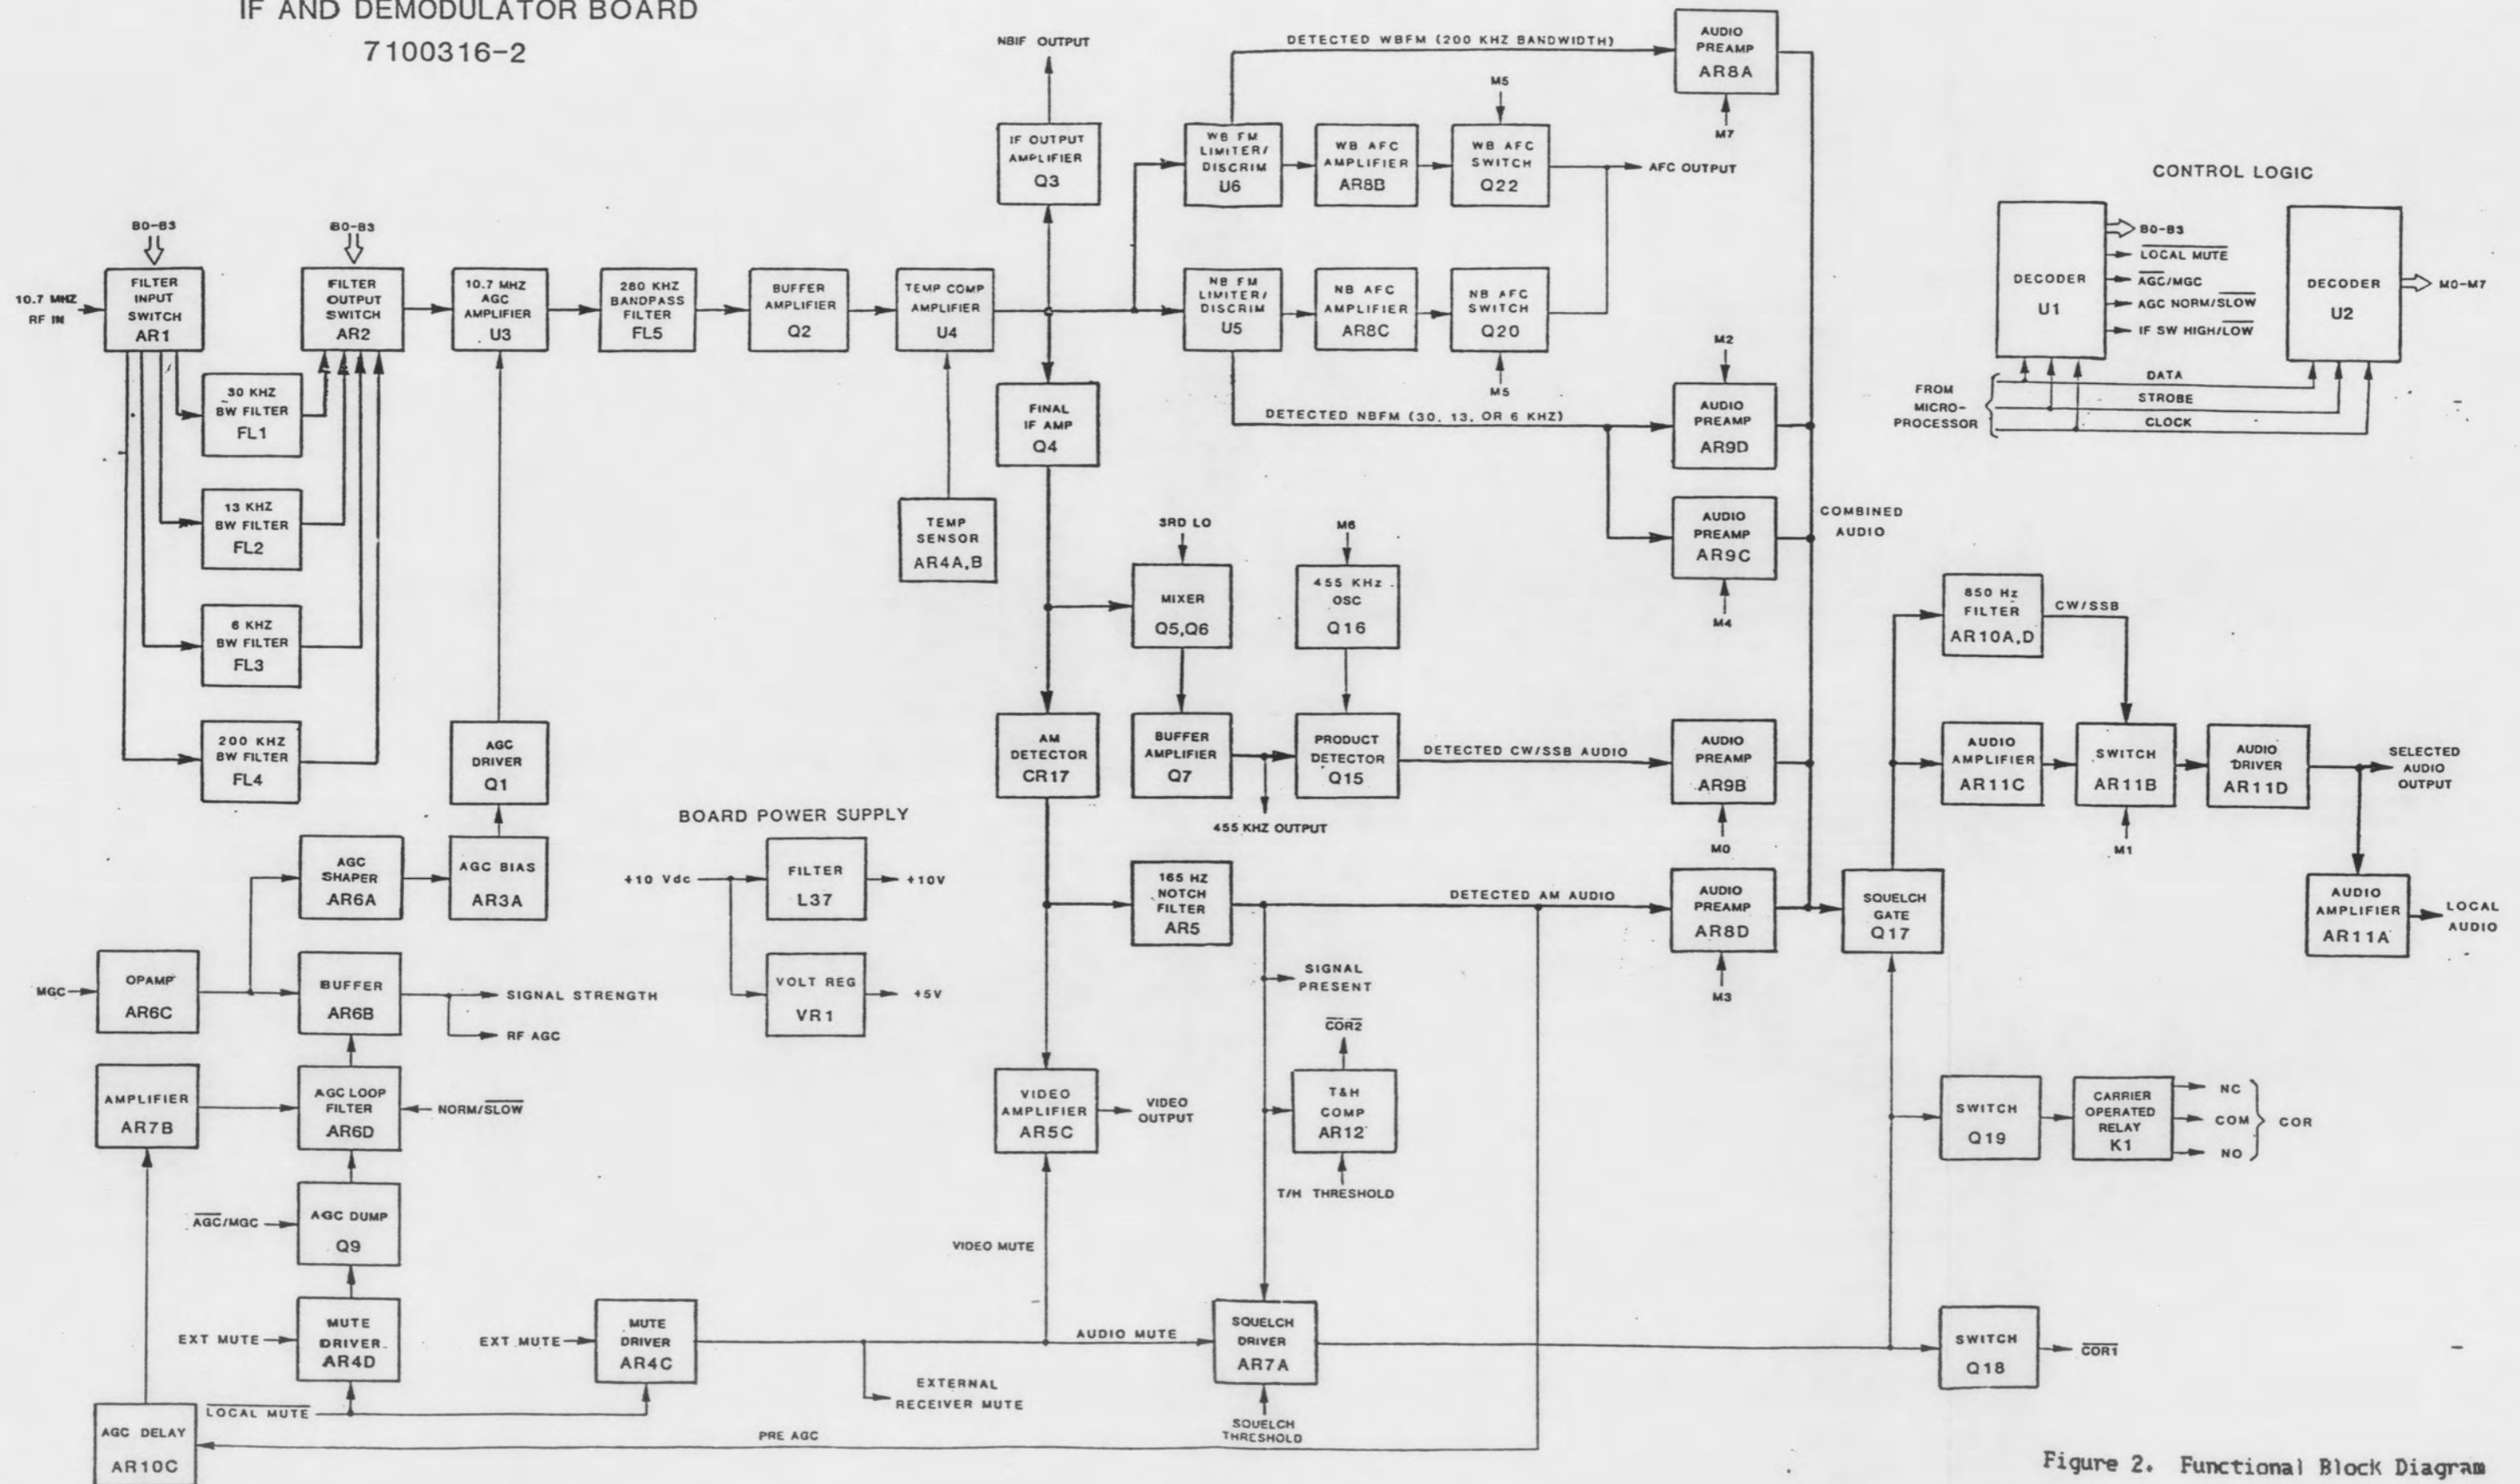 IF AND DEMODULATOR BOARD
7100316-2
NBIF OUTPUT
DETECTED WBFM (200 KHZ BANDWIDTH)
AUDIO
PREAMP
AR8A
M7
M5
IF OUTPUT
AMPLIFIER
Q3
WB FM
LIMITER/
DISCRIM
U6
WB AFC
AMPLIFIER
AR8B
WB AFC
SWITCH
Q22
AFC OUTPUT
CONTROL LOGIC
B0-B3
B0-B3
10.7 MHZ
RF IN
FILTER
INPUT
SWITCH
AR1
FILTER
OUTPUT
SWITCH
AR2
10.7 MHZ
AGC
AMPLIFIER
U3
280 KHZ
BANDPASS
FILTER
FL5
BUFFER
AMPLIFIER
Q2
TEMP COMP
AMPLIFIER
U4
NB FM
LIMITER/
DISCRIM
U5
NB AFC
AMPLIFIER
AR8C
NB AFC
SWITCH
Q20
M5
DECODER
U1
B0-B3
LOCAL MUTE
AGC/MGC
AGC NORM/SLOW
IF SW HIGH/LOW
DECODER
U2
M0-M7
FROM
MICRO-
PROCESSOR
DATA
STROBE
CLOCK
30 KHZ
BW FILTER
FL1
13 KHZ
BW FILTER
FL2
6 KHZ
BW FILTER
FL3
200 KHZ
BW FILTER
FL4
FINAL
IF AMP
Q4
DETECTED NBFM (30, 13, OR 6 KHZ)
M2
AUDIO
PREAMP
AR9D
AUDIO
PREAMP
AR9C
M4
COMBINED
AUDIO
TEMP
SENSOR
AR4A,B
3RD LO
MIXER
Q5,Q6
M6
455 KHz
OSC
Q16
850 Hz
FILTER
AR10A,D
CW/SSB
AGC
DRIVER
Q1
AM
DETECTOR
CR17
BUFFER
AMPLIFIER
Q7
455 KHZ OUTPUT
PRODUCT
DETECTOR
Q15
DETECTED CW/SSB AUDIO
AUDIO
PREAMP
AR9B
M0
AUDIO
AMPLIFIER
AR11C
SWITCH
AR11B
M1
AUDIO
DRIVER
AR11D
SELECTED
AUDIO
OUTPUT
AUDIO
AMPLIFIER
AR11A
LOCAL
AUDIO
AGC
SHAPER
AR6A
AGC BIAS
AR3A
BOARD POWER SUPPLY
+10 Vdc
FILTER
L37
+10V
VOLT REG
VR1
+5V
165 HZ
NOTCH
FILTER
AR5
DETECTED AM AUDIO
AUDIO
PREAMP
AR8D
M3
SQUELCH
GATE
Q17
MGC
OPAMP
AR6C
BUFFER
AR6B
SIGNAL STRENGTH
RF AGC
SIGNAL
PRESENT
COR2
T&H
COMP
AR12
T/H THRESHOLD
AMPLIFIER
AR7B
AGC LOOP
FILTER
AR6D
NORM/SLOW
VIDEO
AMPLIFIER
AR5C
VIDEO
OUTPUT
SWITCH
Q19
CARRIER
OPERATED
RELAY
K1
NC
COM
NO
COR
AGC/MGC
AGC DUMP
Q9
VIDEO MUTE
EXT MUTE
MUTE
DRIVER
AR4D
EXT MUTE
MUTE
DRIVER
AR4C
AUDIO MUTE
SQUELCH
DRIVER
AR7A
SWITCH
Q18
COR1
EXTERNAL
RECEIVER MUTE
LOCAL MUTE
SQUELCH
THRESHOLD
AGC DELAY
AR10C
PRE AGC
Figure 2. Functional Block Diagram